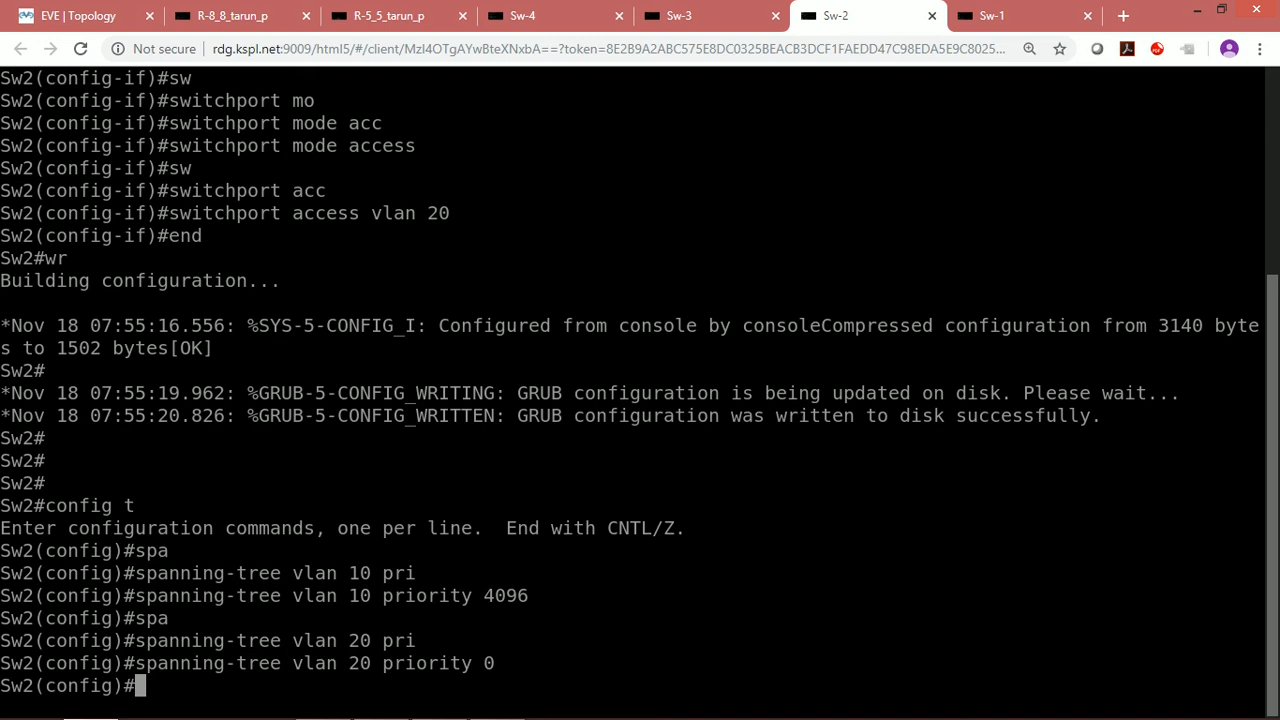 EVE | Topology
R-8_8_tarun_p
R-5_5_tarun_p
Sw-4
Sw-3
Sw-2
Sw-1
Not secure
rdg.kspl.net:9009/html5/#/client/MzI4OTgAYwBteXNxbA==?token=8E2B9A2ABC575E8DC0325BEACB3DCF1FAEDD47C98EDA5E9C8025...
Sw2(config-if)#sw
Sw2(config-if)#switchport mo
Sw2(config-if)#switchport mode acc
Sw2(config-if)#switchport mode access
Sw2(config-if)#sw
Sw2(config-if)#switchport acc
Sw2(config-if)#switchport access vlan 20
Sw2(config-if)#end
Sw2#wr
Building configuration...
*Nov 18 07:55:16.556: %SYS-5-CONFIG_I: Configured from console by consoleCompressed configuration from 3140 byte
s to 1502 bytes[OK]
Sw2#
*Nov 18 07:55:19.962: %GRUB-5-CONFIG_WRITING: GRUB configuration is being updated on disk. Please wait...
*Nov 18 07:55:20.826: %GRUB-5-CONFIG_WRITTEN: GRUB configuration was written to disk successfully.
Sw2#
Sw2#
Sw2#
Sw2#config t
Enter configuration commands, one per line.  End with CNTL/Z.
Sw2(config)#spa
Sw2(config)#spanning-tree vlan 10 pri
Sw2(config)#spanning-tree vlan 10 priority 4096
Sw2(config)#spa
Sw2(config)#spanning-tree vlan 20 pri
Sw2(config)#spanning-tree vlan 20 priority 0
Sw2(config)#